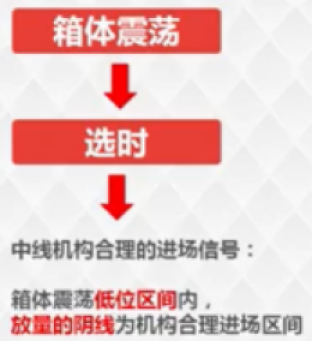 箱体震荡
选时
中线机构合理的进场信号：
箱体震荡低位区间内，
放量的阴线为机构合理进场区间